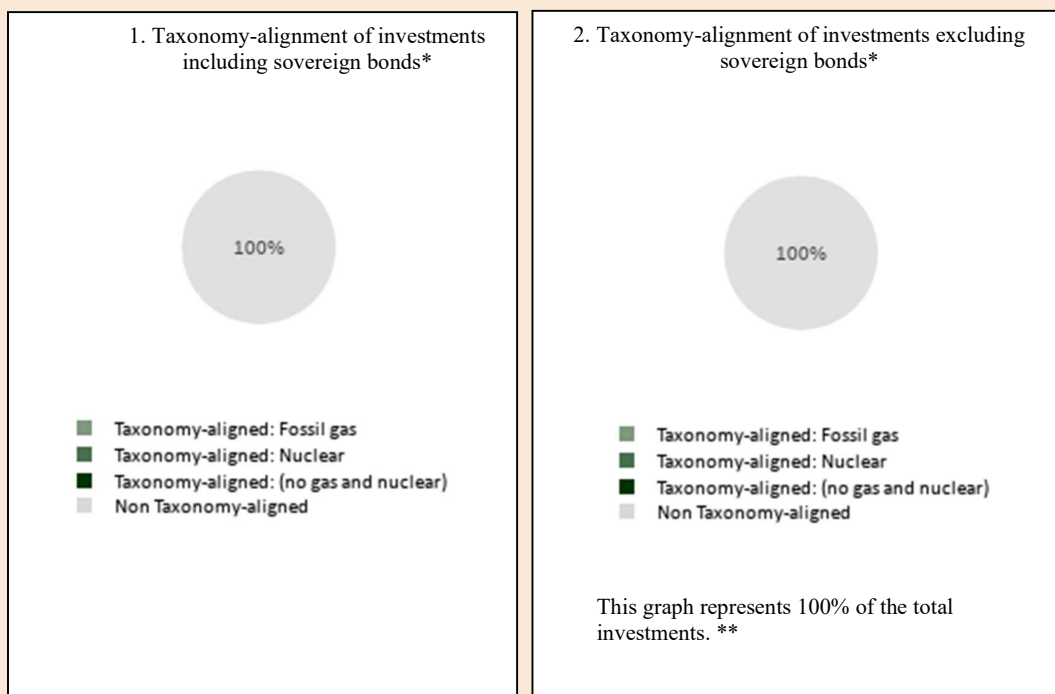 1. Taxonomy-alignment of investments
including sovereign bonds*
100%
Taxonomy-aligned: Fossil gas
Taxonomy-aligned: Nuclear
Taxonomy-aligned: (no gas and nuclear)
Non Taxonomy-aligned
2. Taxonomy-alignment of investments excluding
sovereign bonds*
100%
Taxonomy-aligned: Fossil gas
Taxonomy-aligned: Nuclear
Taxonomy-aligned: (no gas and nuclear)
Non Taxonomy-aligned
This graph represents 100% of the total
investments. **